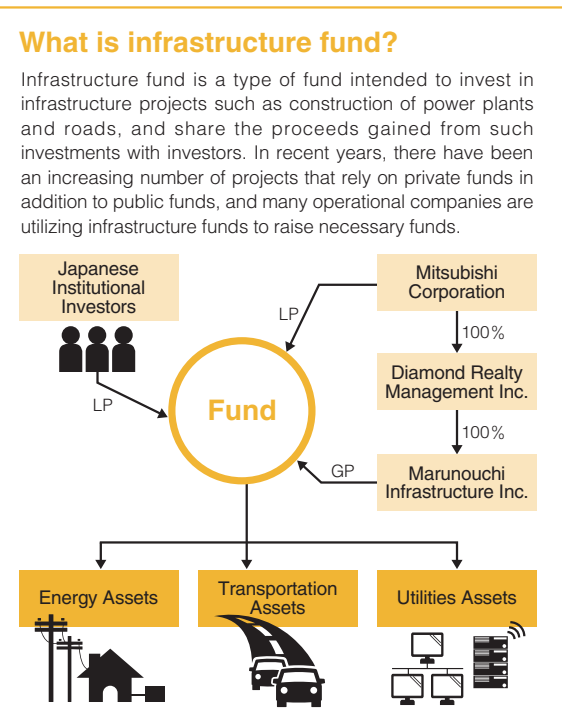 What is infrastructure fund?
Infrastructure fund is a type of fund intended to invest in
infrastructure projects such as construction of power plants
and roads, and share the proceeds gained from such
investments with investors. In recent years, there have been
an increasing number of projects that rely on private funds in
addition to public funds, and many operational companies are
utilizing infrastructure funds to raise necessary funds.
Japanese
Institutional
Investors
Mitsubishi
Corporation
LP
100%
Diamond Realty
Management Inc.
LP
Fund
100%
GP
Marunouchi
Infrastructure Inc.
Energy Assets
Transportation
Assets
Utilities Assets